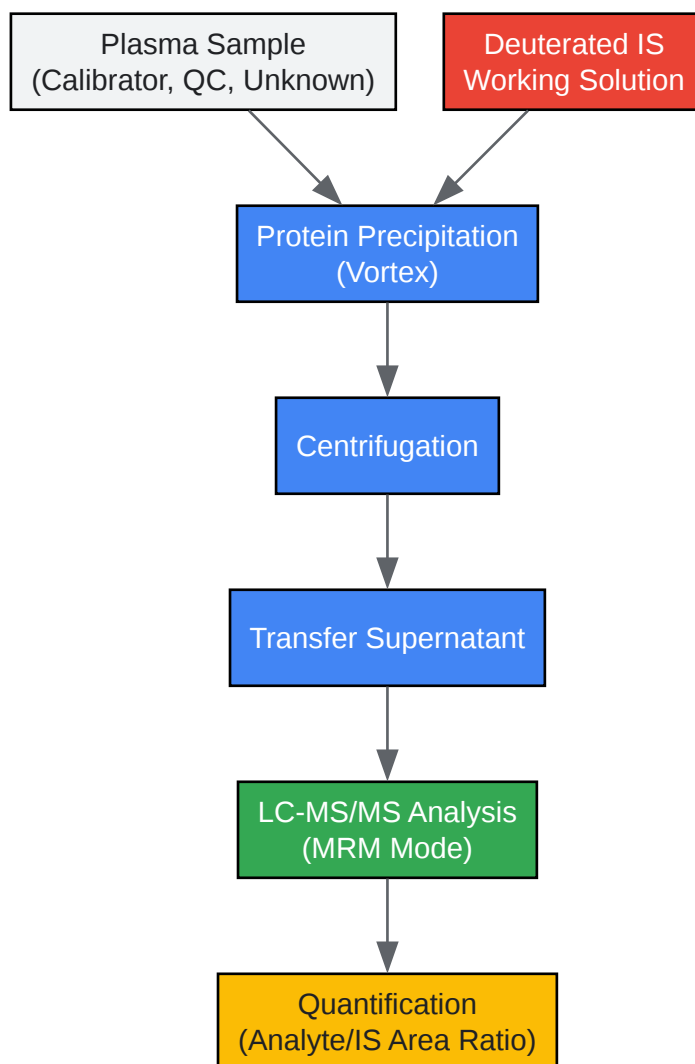 Plasma Sample
(Calibrator, QC, Unknown)
Deuterated IS
Working Solution
Protein Precipitation
(Vortex)
Centrifugation
Transfer Supernatant
LC-MS/MS Analysis
(MRM Mode)
Quantification
(Analyte/IS Area Ratio)